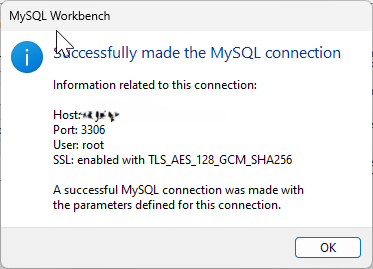 MySQL Workbench
Successfully made the MySQL connection
Information related to this connection:
Host:
Port: 3306
User: root
SSL: enabled with TLS_AES_128_GCM_SHA256
A successful MySQL connection was made with
the parameters defined for this connection.
OK